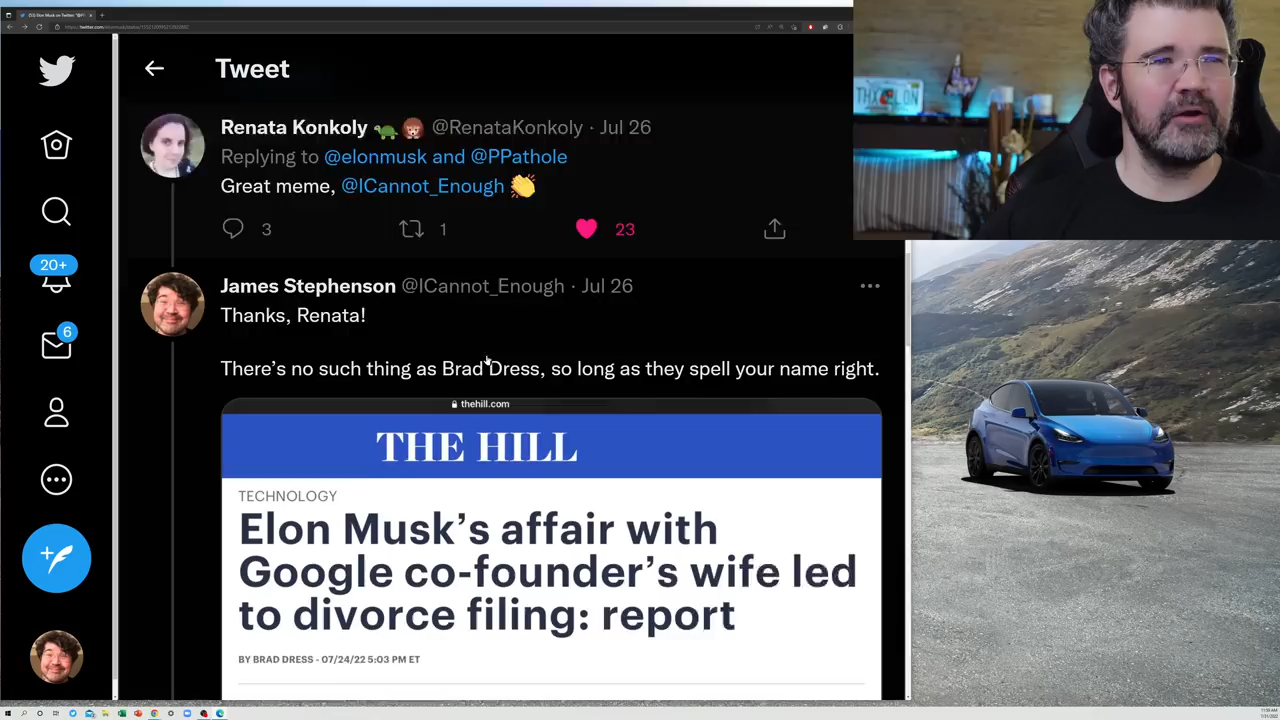 Tweet
Renata Konkoly 🐢 @RenataKonkoly · Jul 26
Replying to @elonmusk and @PPathole
Great meme, @ICannot_Enough 👏
3 1 23
20+
James Stephenson @ICannot_Enough · Jul 26
Thanks, Renata!
6
There's no such thing as Brad Dress, so long as they spell your name right.
thehill.com
THE HILL
TECHNOLOGY
Elon Musk's affair with
Google co-founder's wife led
to divorce filing: report
BY BRAD DRESS - 07/24/22 5:03 PM ET